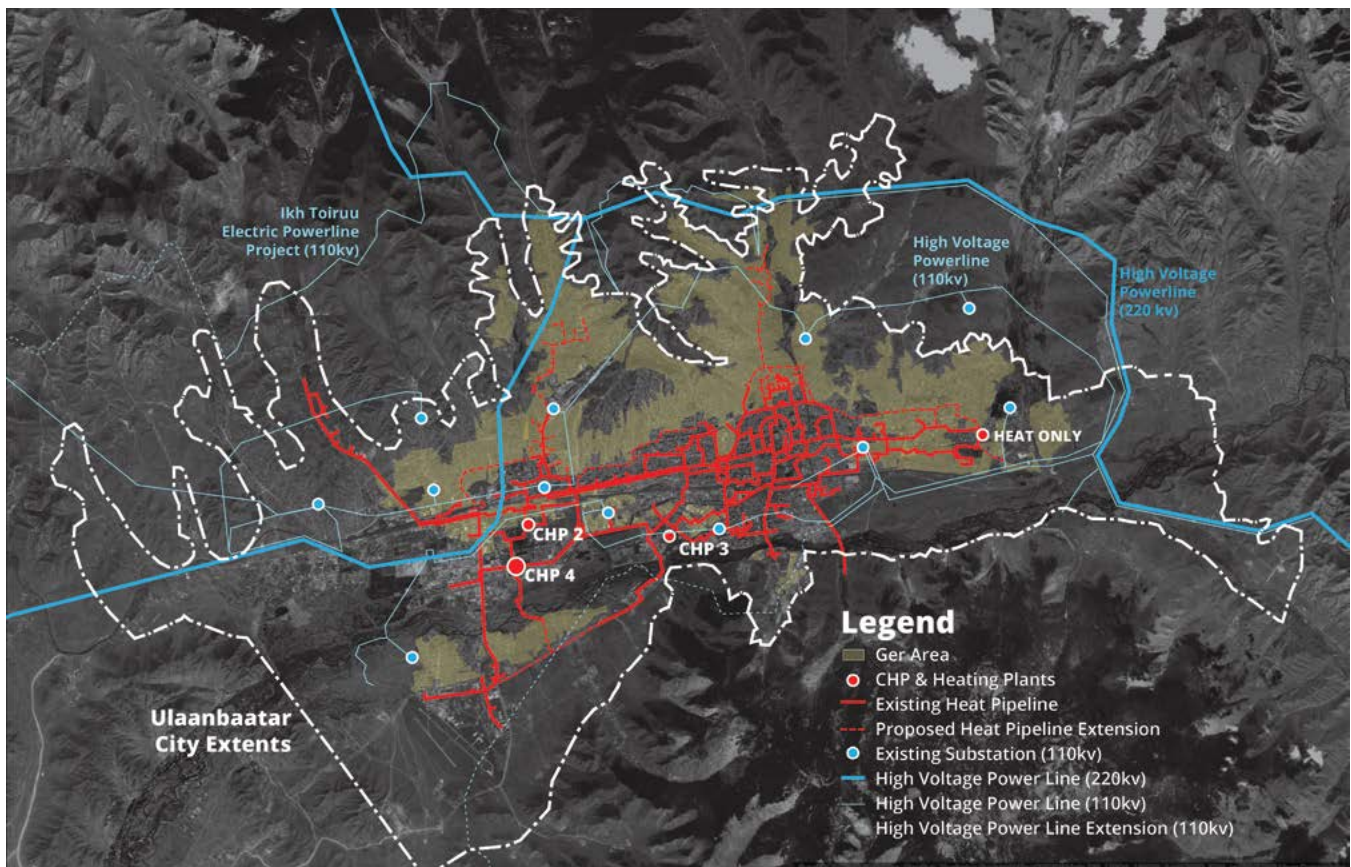 Ikh Toiruu
Electric Powerline
Project (110kv)
High Voltage
Powerline
(110kv)
High Voltage
Powerline
(220 kv)
HEAT ONLY
CHP 2
CHP 3
CHP 4
Ulaanbaatar
City Extents
Legend
Ger Area
CHP & Heating Plants
Existing Heat Pipeline
Proposed Heat Pipeline Extension
Existing Substation (110kv)
High Voltage Power Line (220kv)
High Voltage Power Line (110kv)
High Voltage Power Line Extension (110kv)